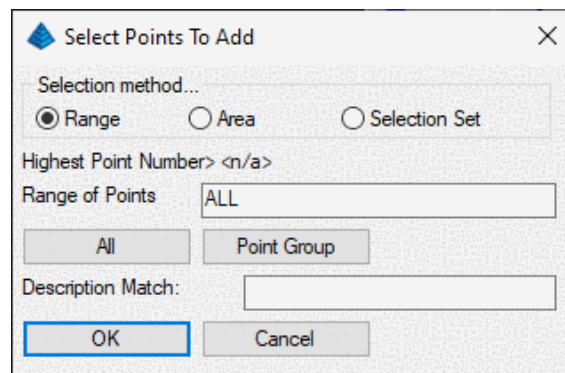 Select Points To Add
Selection method...
Range Area Selection Set
Highest Point Number> <n/a>
Range of Points ALL
All Point Group
Description Match:
OK Cancel